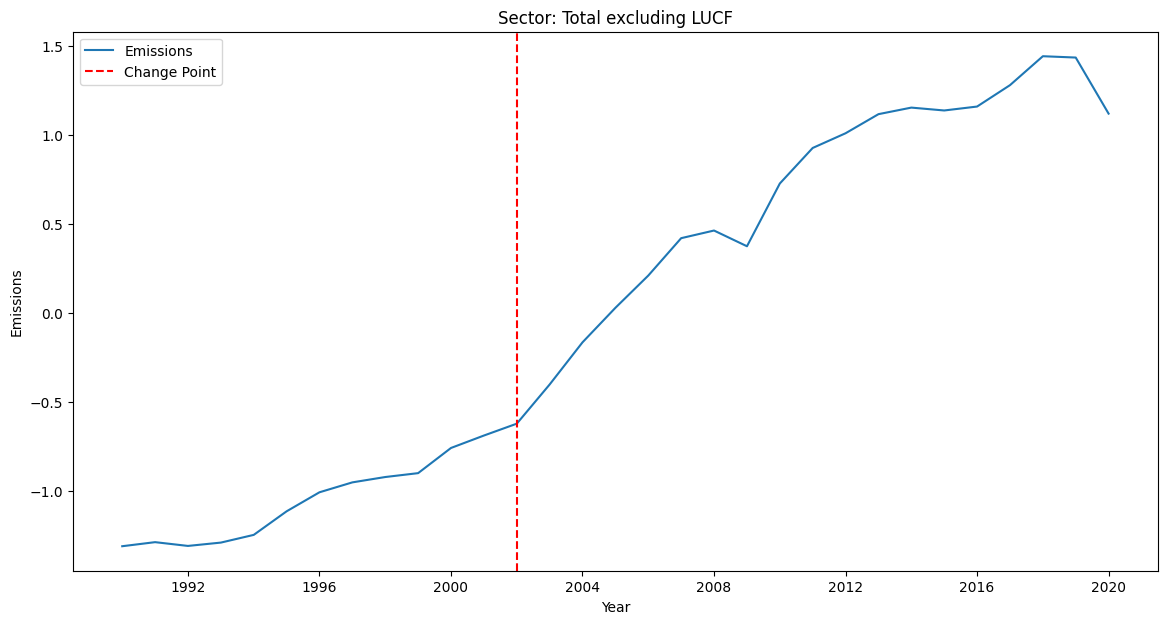 Sector: Total excluding LUCF
Emissions
Change Point
1.5
1.0
0.5
0.0
−0.5
−1.0
Emissions
1992 1996 2000 2004 2008 2012 2016 2020
Year